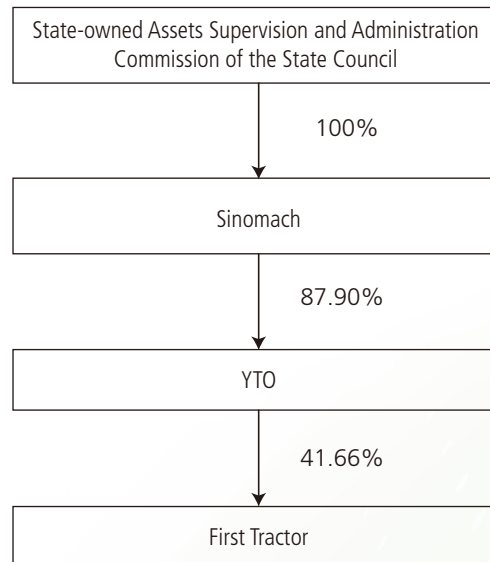 State-owned Assets Supervision and Administration
Commission of the State Council
100%
Sinomach
87.90%
YTO
41.66%
First Tractor